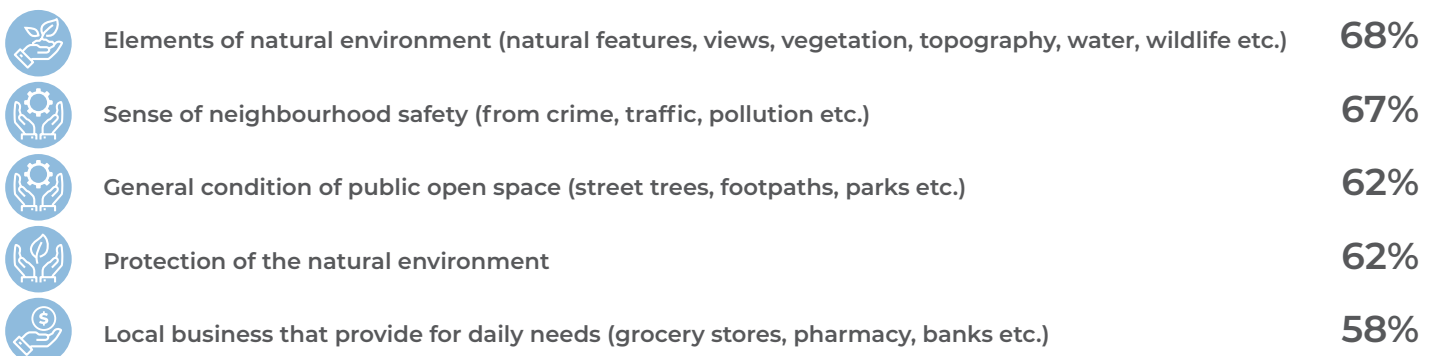 Elements of natural environment (natural features, views, vegetation, topography, water, wildlife etc.) 68%
Sense of neighbourhood safety (from crime, traffic, pollution etc.) 67%
General condition of public open space (street trees, footpaths, parks etc.) 62%
Protection of the natural environment 62%
$
Local business that provide for daily needs (grocery stores, pharmacy, banks etc.) 58%